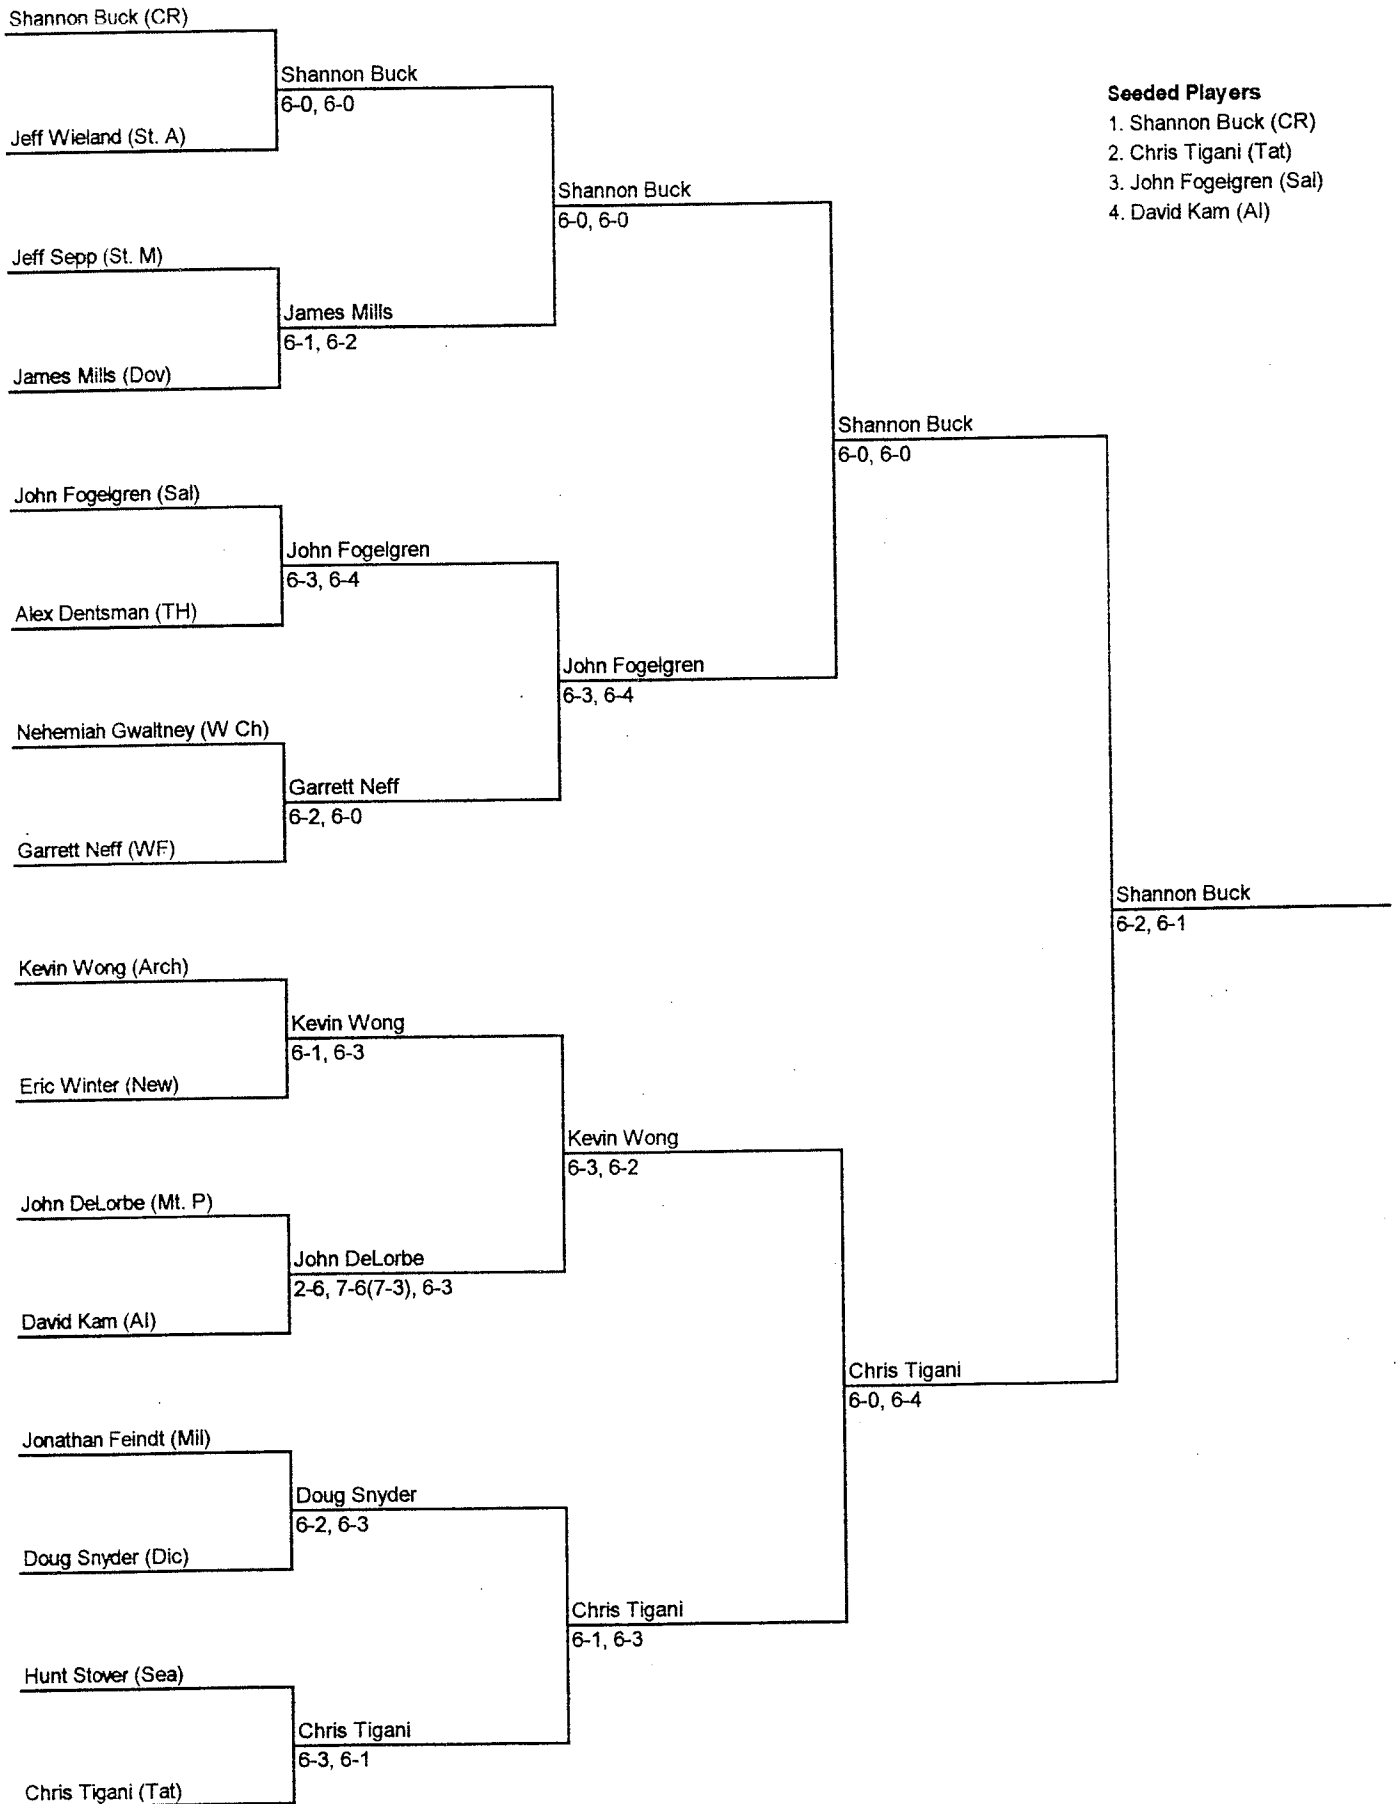 Shannon Buck (CR)
Shannon Buck
6-0, 6-0
Jeff Wieland (St. A)
Shannon Buck
6-0, 6-0
Jeff Sepp (St. M)
James Mills
6-1, 6-2
James Mills (Dov)
Shannon Buck
6-0, 6-0
John Fogelgren (Sal)
John Fogelgren
6-3, 6-4
Alex Dentsman (TH)
John Fogelgren
6-3, 6-4
Nehemiah Gwaltney (W Ch)
Garrett Neff
6-2, 6-0
Garrett Neff (WF)
Shannon Buck
6-2, 6-1
Kevin Wong (Arch)
Kevin Wong
6-1, 6-3
Eric Winter (New)
Kevin Wong
6-3, 6-2
John DeLorbe (Mt. P)
John DeLorbe
2-6, 7-6(7-3), 6-3
David Kam (AI)
Chris Tigani
6-0, 6-4
Jonathan Feindt (Mil)
Doug Snyder
6-2, 6-3
Doug Snyder (Dic)
Chris Tigani
6-1, 6-3
Hunt Stover (Sea)
Chris Tigani
6-3, 6-1
Chris Tigani (Tat)
Seeded Players
1. Shannon Buck (CR)
2. Chris Tigani (Tat)
3. John Fogelgren (Sal)
4. David Kam (AI)